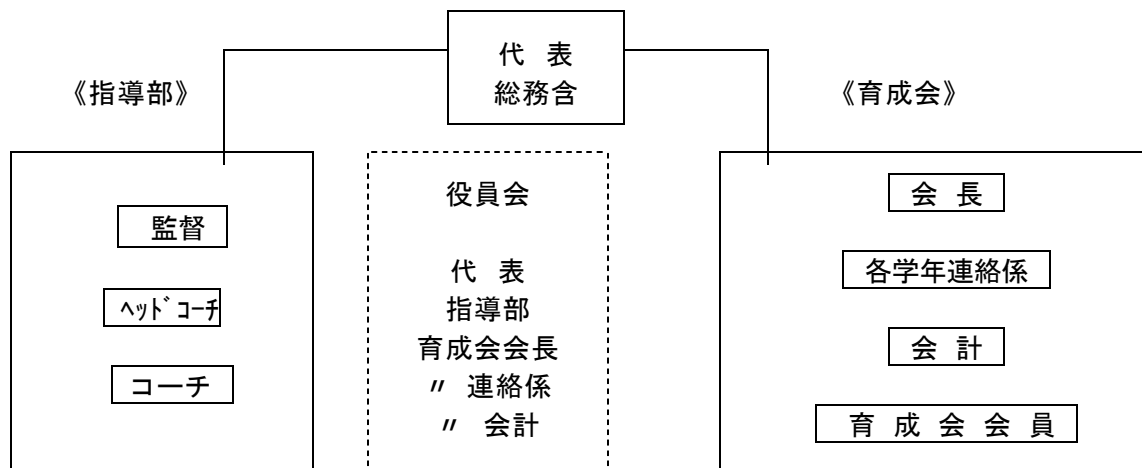 代 表
総務含
《指導部》
《育成会》
監督
ﾍｯﾄﾞｺｰﾁ
コーチ
役員会
代 表
指導部
育成会会長
〃 連絡係
〃 会計
会 長
各学年連絡係
会 計
育 成 会 会 員